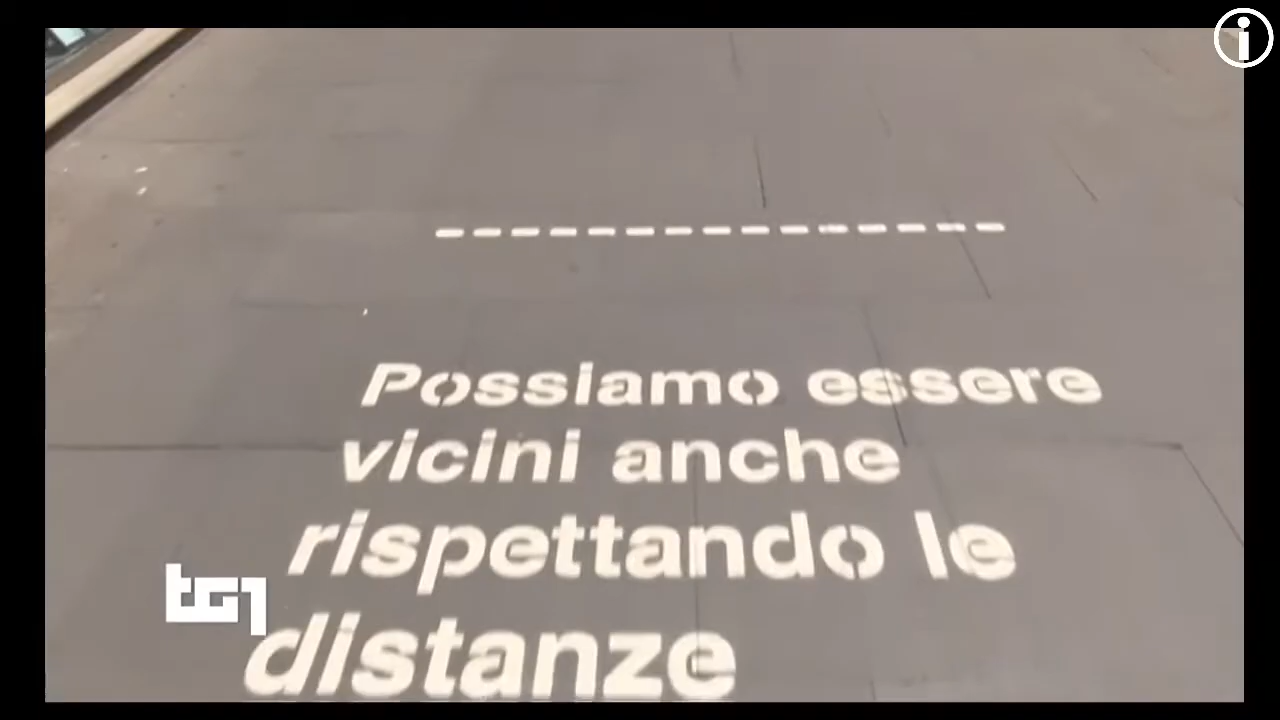 Possiamo essere
vicini anche
rispettando le
distanze
tg1